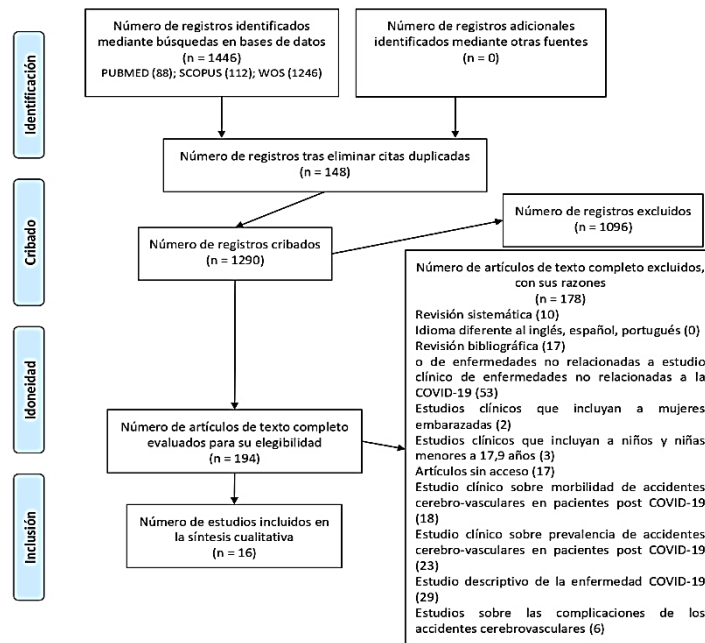 Identificación
Número de registros identificados
mediante búsquedas en bases de datos
(n = 1446)
PUBMED (88); SCOPUS (112); WOS (1246)
Número de registros adicionales
identificados mediante otras fuentes
(n = 0)
Número de registros tras eliminar citas duplicadas
(n = 148)
Cribado
Número de registros cribados
(n = 1290)
Número de registros excluidos
(n = 1096)
Idoneidad
Número de artículos de texto completo
evaluados para su elegibilidad
(n = 194)
Número de artículos de texto completo excluidos,
con sus razones
(n = 178)
Revisión sistemática (10)
Idioma diferente al inglés, español, portugués (0)
Revisión bibliográfica (17)
o de enfermedades no relacionadas a estudio
clínico de enfermedades no relacionadas a la
COVID-19 (53)
Estudios clínicos que incluyan a mujeres
embarazadas (2)
Estudios clínicos que incluyan a niños y niñas
menores a 17,9 años (3)
Artículos sin acceso (17)
Estudio clínico sobre morbilidad de accidentes
cerebro-vasculares en pacientes post COVID-19
(18)
Estudio clínico sobre prevalencia de accidentes
cerebro-vasculares en pacientes post COVID-19
(23)
Estudio descriptivo de la enfermedad COVID-19
(29)
Estudios sobre las complicaciones de los
accidentes cerebrovasculares (6)
Inclusión
Número de estudios incluidos en
la síntesis cualitativa
(n = 16)